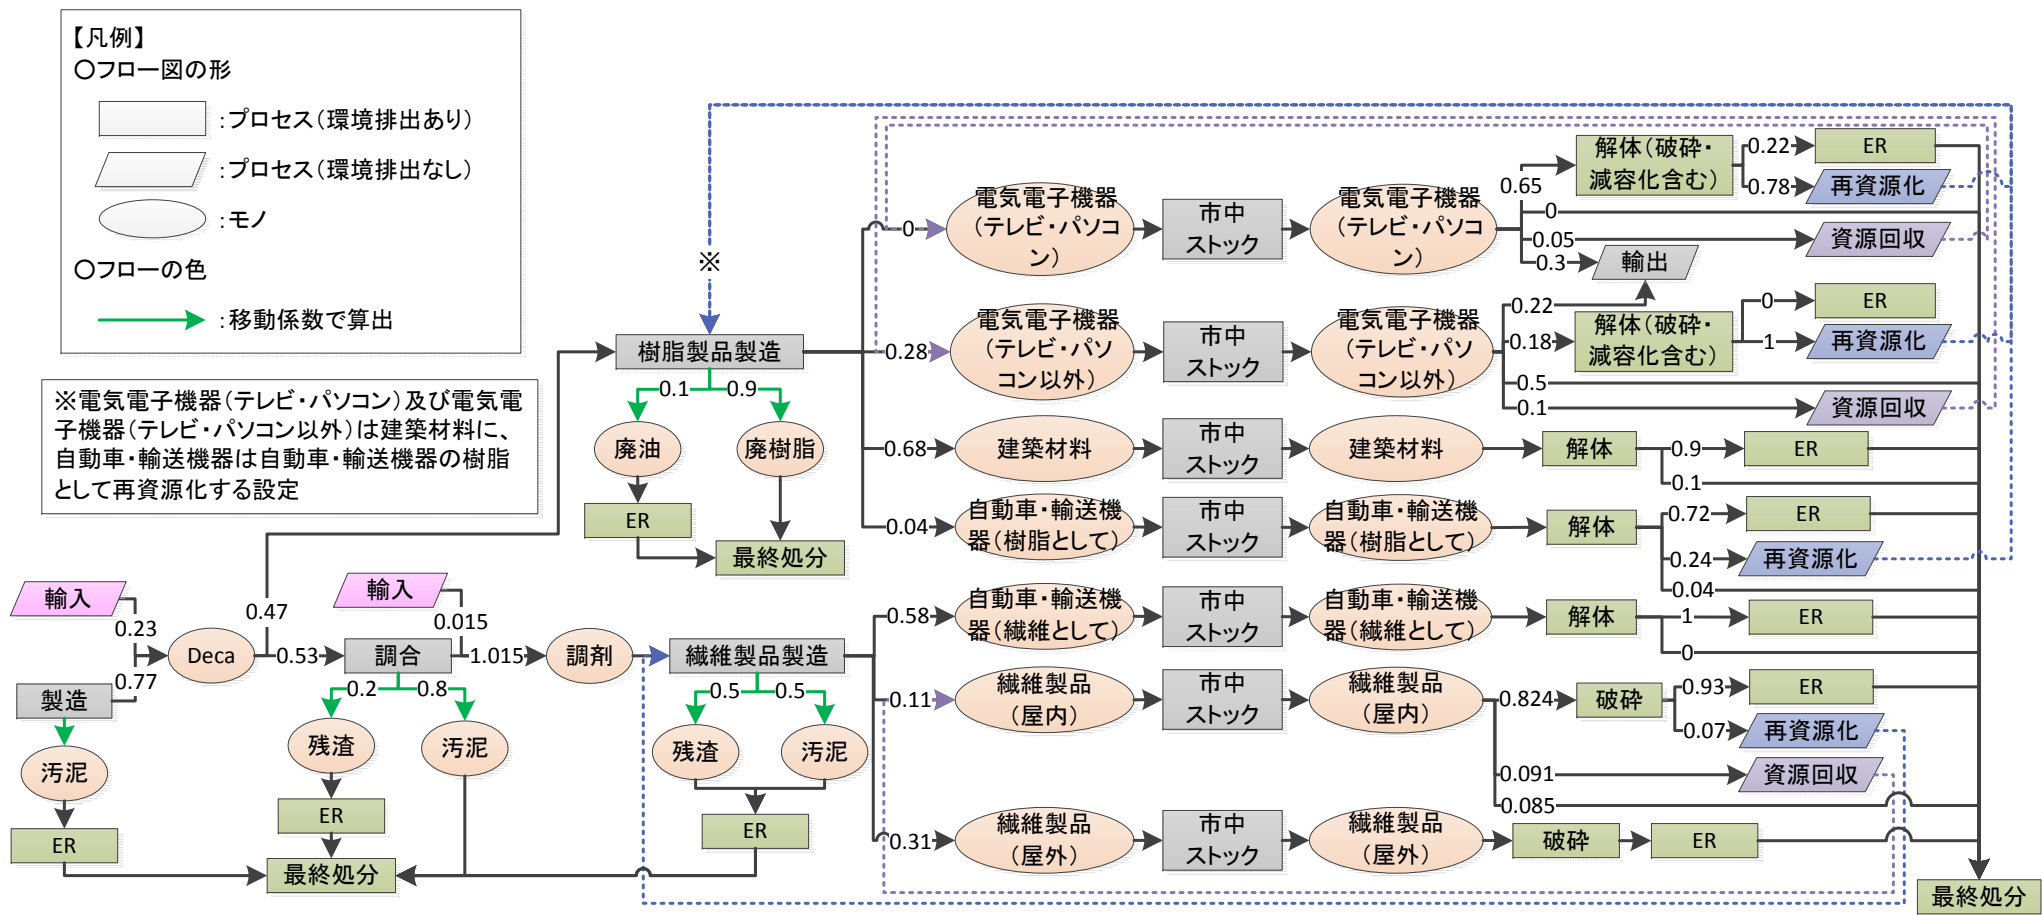 【凡例】
○フロー図の形
:プロセス(環境排出あり)
:プロセス(環境排出なし)
:モノ
○フローの色
:移動係数で算出
※電気電子機器(テレビ・パソコン)及び電気電
子機器(テレビ・パソコン以外)は建築材料に、
自動車・輸送機器は自動車・輸送機器の樹脂
として再資源化する設定
輸入
0.23
0.77
製造
汚泥
ER
Deca
0.47
0.53
輸入
0.015
調合
1.015
0.2
0.8
残渣
汚泥
ER
最終処分
調剤
※
樹脂製品製造
0.1
0.9
廃油
廃樹脂
ER
最終処分
繊維製品製造
0.5
0.5
残渣
汚泥
ER
0
電気電子機器
(テレビ・パソコ
ン)
市中
ストック
電気電子機器
(テレビ・パソコ
ン)
0.65
解体(破砕・
減容化含む)
0.22
ER
0.78
再資源化
0
0.05
資源回収
0.3
輸出
0.28
電気電子機器
(テレビ・パソ
コン以外)
市中
ストック
電気電子機器
(テレビ・パソ
コン以外)
0.22
0.18
解体(破砕・
減容化含む)
0
ER
1
再資源化
0.5
0.1
資源回収
0.68
建築材料
市中
ストック
建築材料
解体
0.9
ER
0.1
0.04
自動車・輸送機
器(樹脂として)
市中
ストック
自動車・輸送機
器(樹脂として)
解体
0.72
ER
0.24
再資源化
0.04
0.58
自動車・輸送機
器(繊維として)
市中
ストック
自動車・輸送機
器(繊維として)
解体
1
ER
0
0.11
繊維製品
(屋内)
市中
ストック
繊維製品
(屋内)
0.824
破砕
0.93
ER
0.07
再資源化
0.091
資源回収
0.085
0.31
繊維製品
(屋外)
市中
ストック
繊維製品
(屋外)
破砕
ER
最終処分